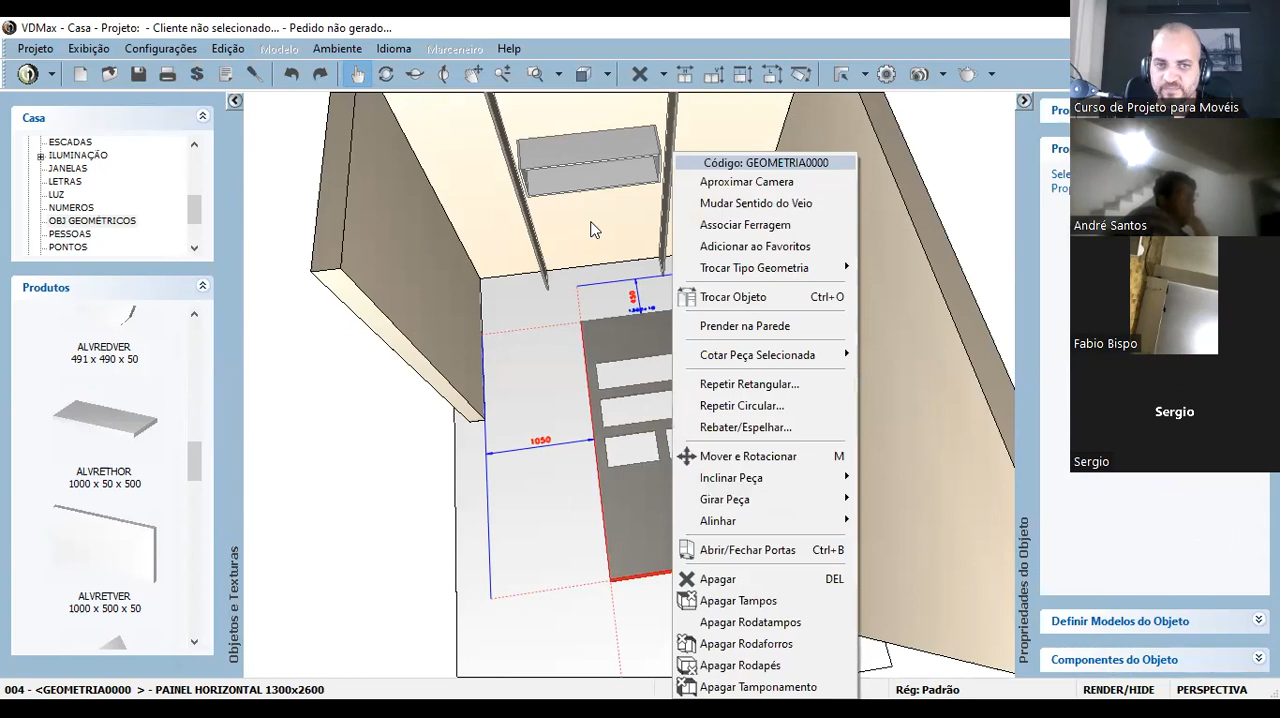 VDMax - Casa - Projeto:  - Cliente não selecionado... - Pedido não gerado...
Projeto Exibição Configurações Edição Modelo Ambiente Idioma Marceneiro Help
Casa
ESCADAS
ILUMINAÇÃO
JANELAS
LETRAS
LUZ
NUMEROS
OBJ GEOMÉTRICOS
PESSOAS
PONTOS
Produtos
ALVREDVER
491 x 490 x 50
ALVRETHOR
1000 x 50 x 500
ALVRETVER
1000 x 500 x 50
Objetos e Texturas
450
1050
Código: GEOMETRIA0000
Aproximar Camera
Mudar Sentido do Veio
Associar Ferragem
Adicionar ao Favoritos
Trocar Tipo Geometria
Trocar Objeto Ctrl+O
Prender na Parede
Cotar Peça Selecionada
Repetir Retangular...
Repetir Circular...
Rebater/Espelhar...
Mover e Rotacionar M
Inclinar Peça
Girar Peça
Alinhar
Abrir/Fechar Portas Ctrl+B
Apagar DEL
Apagar Tampos
Apagar Rodatampos
Apagar Rodaforros
Apagar Rodapés
Apagar Tamponamento
Propriedades do Objeto
Definir Modelos do Objeto
Componentes do Objeto
Curso de Projeto para Movéis
André Santos
Fabio Bispo
Sergio
Sergio
004 - <GEOMETRIA0000 > - PAINEL HORIZONTAL 1300x2600
Rég: Padrão
RENDER/HIDE
PERSPECTIVA